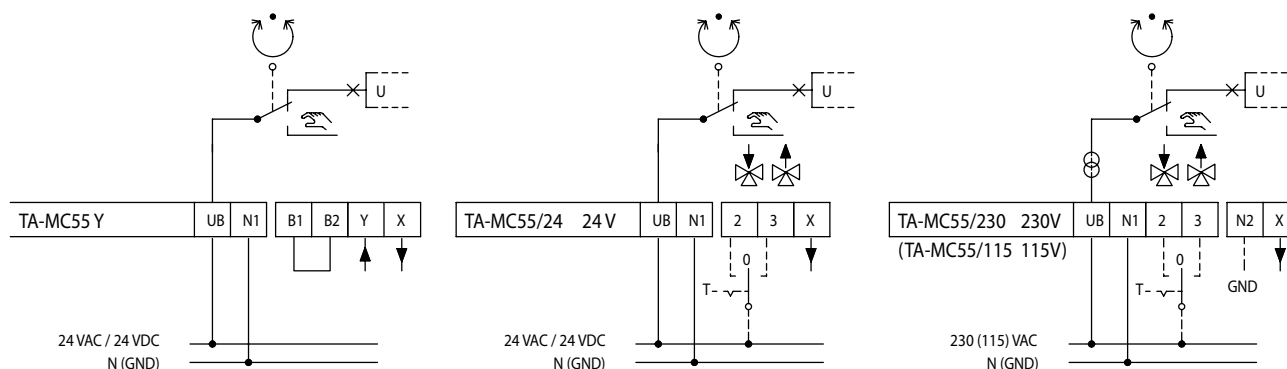 U
TA-MC55 Y UB N1 B1 B2 Y X
24 VAC / 24 VDC
N (GND)
U
TA-MC55/24 24 V UB N1 2 3 X
0
T
24 VAC / 24 VDC
N (GND)
U
TA-MC55/230 230V UB N1 2 3 N2 X
(TA-MC55/115 115V)
0
T
GND
230 (115) VAC
N (GND)